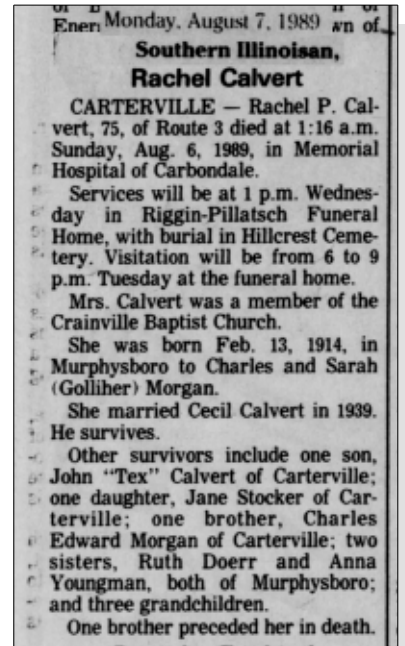 Monday, August 7, 1989
Southern Illinoisan,
Rachel Calvert
CARTERVILLE — Rachel P. Cal-
vert, 75, of Route 3 died at 1:16 a.m.
Sunday, Aug. 6, 1989, in Memorial
Hospital of Carbondale.
Services will be at 1 p.m. Wednes-
day in Riggin-Pillatsch Funeral
Home, with burial in Hillcrest Ceme-
tery. Visitation will be from 6 to 9
p.m. Tuesday at the funeral home.
Mrs. Calvert was a member of the
Crainville Baptist Church.
She was born Feb. 13, 1914, in
Murphysboro to Charles and Sarah
(Golliher) Morgan.
She married Cecil Calvert in 1939.
He survives.
Other survivors include one son,
John "Tex" Calvert of Carterville;
one daughter, Jane Stocker of Car-
terville; one brother, Charles
Edward Morgan of Carterville; two
sisters, Ruth Doerr and Anna
Youngman, both of Murphysboro;
and three grandchildren.
One brother preceded her in death.